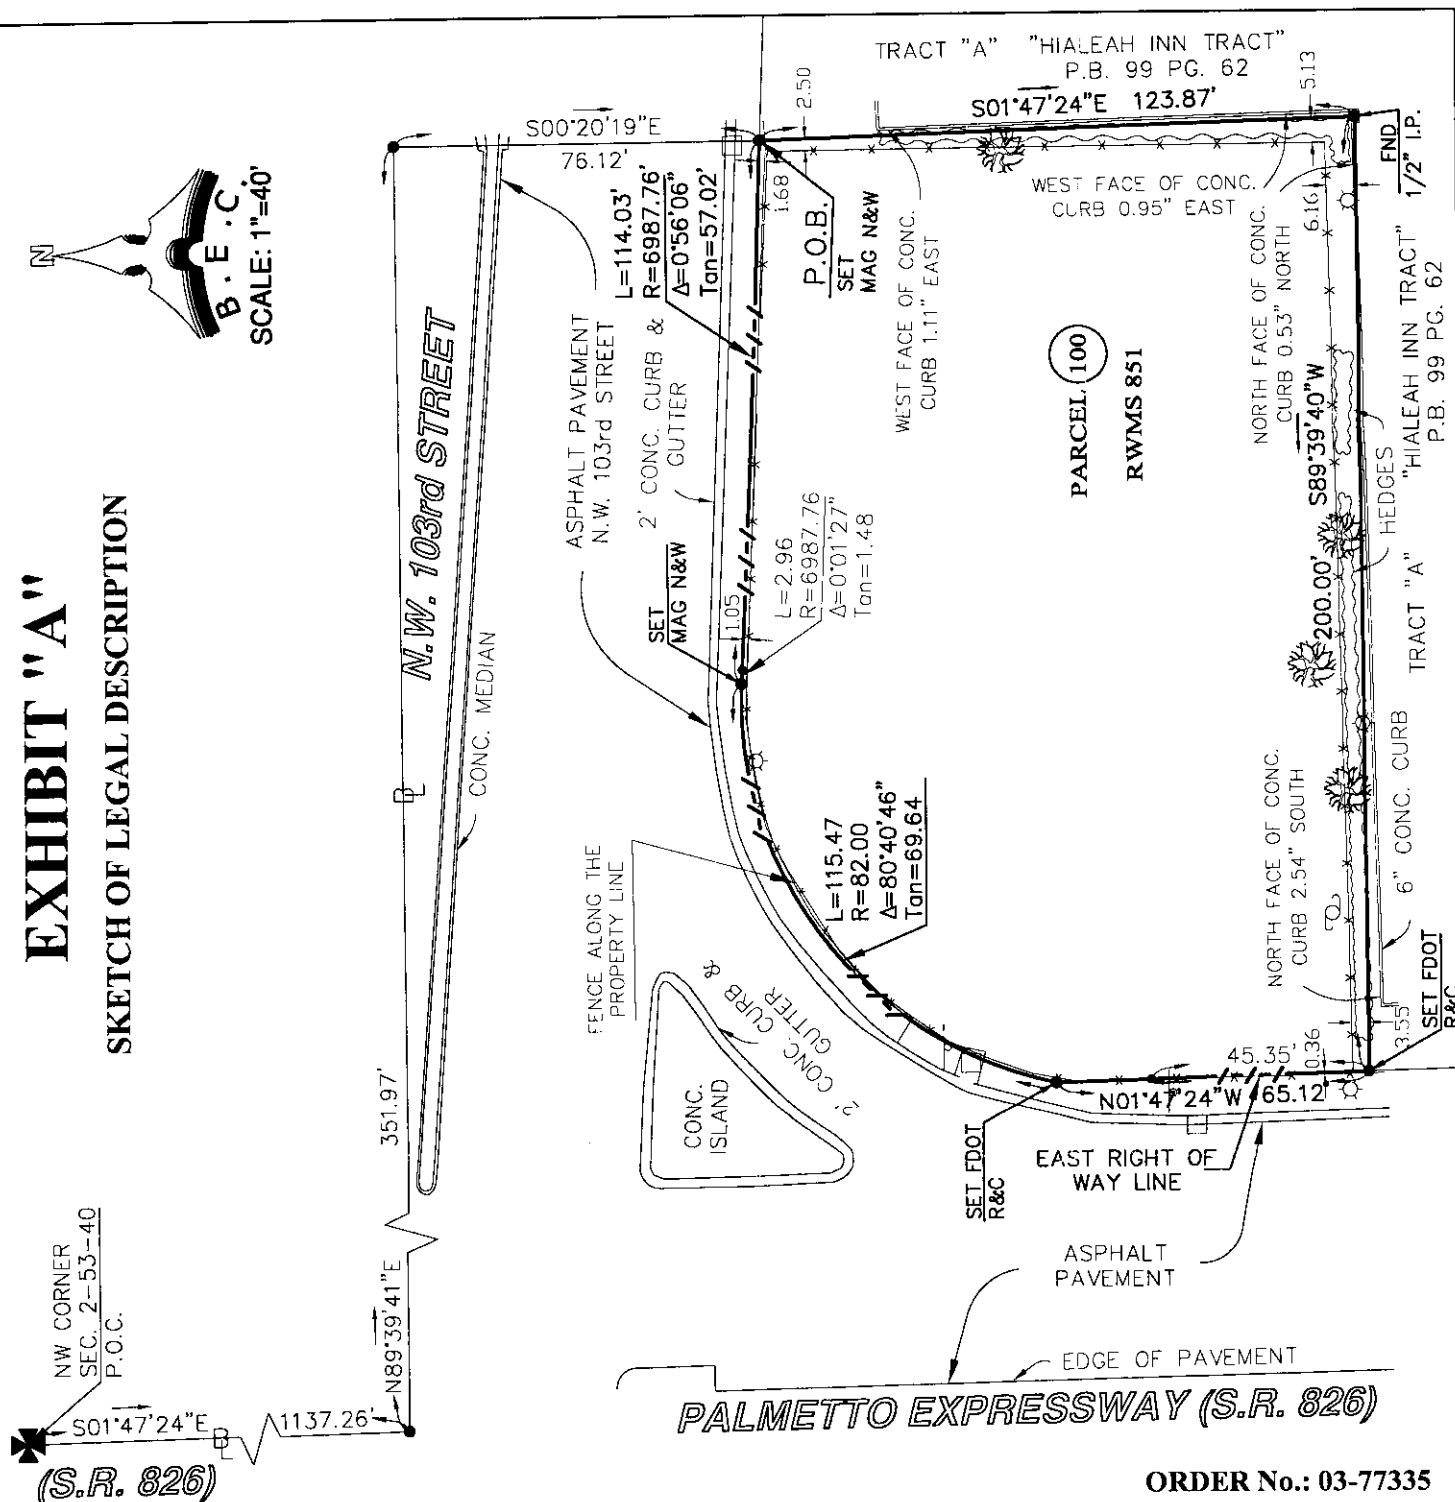 EXHIBIT "A"
SKETCH OF LEGAL DESCRIPTION
N
B . E . C.
SCALE: 1"=40'
NW CORNER
SEC. 2-53-40
P.O.C.
S01°47'24"E
1137.26'
(S.R. 826)
N89°39'41"E
351.97'
N.W. 103rd STREET
CONC. MEDIAN
S00°20'19"E
76.12'
ASPHALT PAVEMENT
N.W. 103rd STREET
2' CONC. CURB &
GUTTER
L=114.03'
R=6987.76'
Δ=0°56'06"
Tan=57.02'
P.O.B.
SET
MAG N&W
2.50
1.68
TRACT "A" "HIALEAH INN TRACT"
P.B. 99 PG. 62
S01°47'24"E 123.87'
5.13
FND
1/2" I.P.
WEST FACE OF CONC.
CURB 0.95" EAST
6.16
WEST FACE OF CONC.
CURB 1.11" EAST
NORTH FACE OF CONC.
CURB 0.53" NORTH
PARCEL 100
RWMS 851
SET
MAG N&W
1.05
L=2.96
R=6987.76
Δ=0°01'27"
Tan=1.48
200.00'
S89°39'40"W
HEDGES
TRACT "A" "HIALEAH INN TRACT"
P.B. 99 PG. 62
6" CONC. CURB
NORTH FACE OF CONC.
CURB 2.54" SOUTH
L=115.47
R=82.00
Δ=80°40'46"
Tan=69.64
FENCE ALONG THE
PROPERTY LINE
2' CONC. CURB &
GUTTER
CONC.
ISLAND
SET FDOT
R&C
45.35'
N01°47'24"W 65.12
0.36
3.55
SET FDOT
R&C
EAST RIGHT OF
WAY LINE
ASPHALT
PAVEMENT
EDGE OF PAVEMENT
PALMETTO EXPRESSWAY (S.R. 826)
ORDER No.: 03-77335